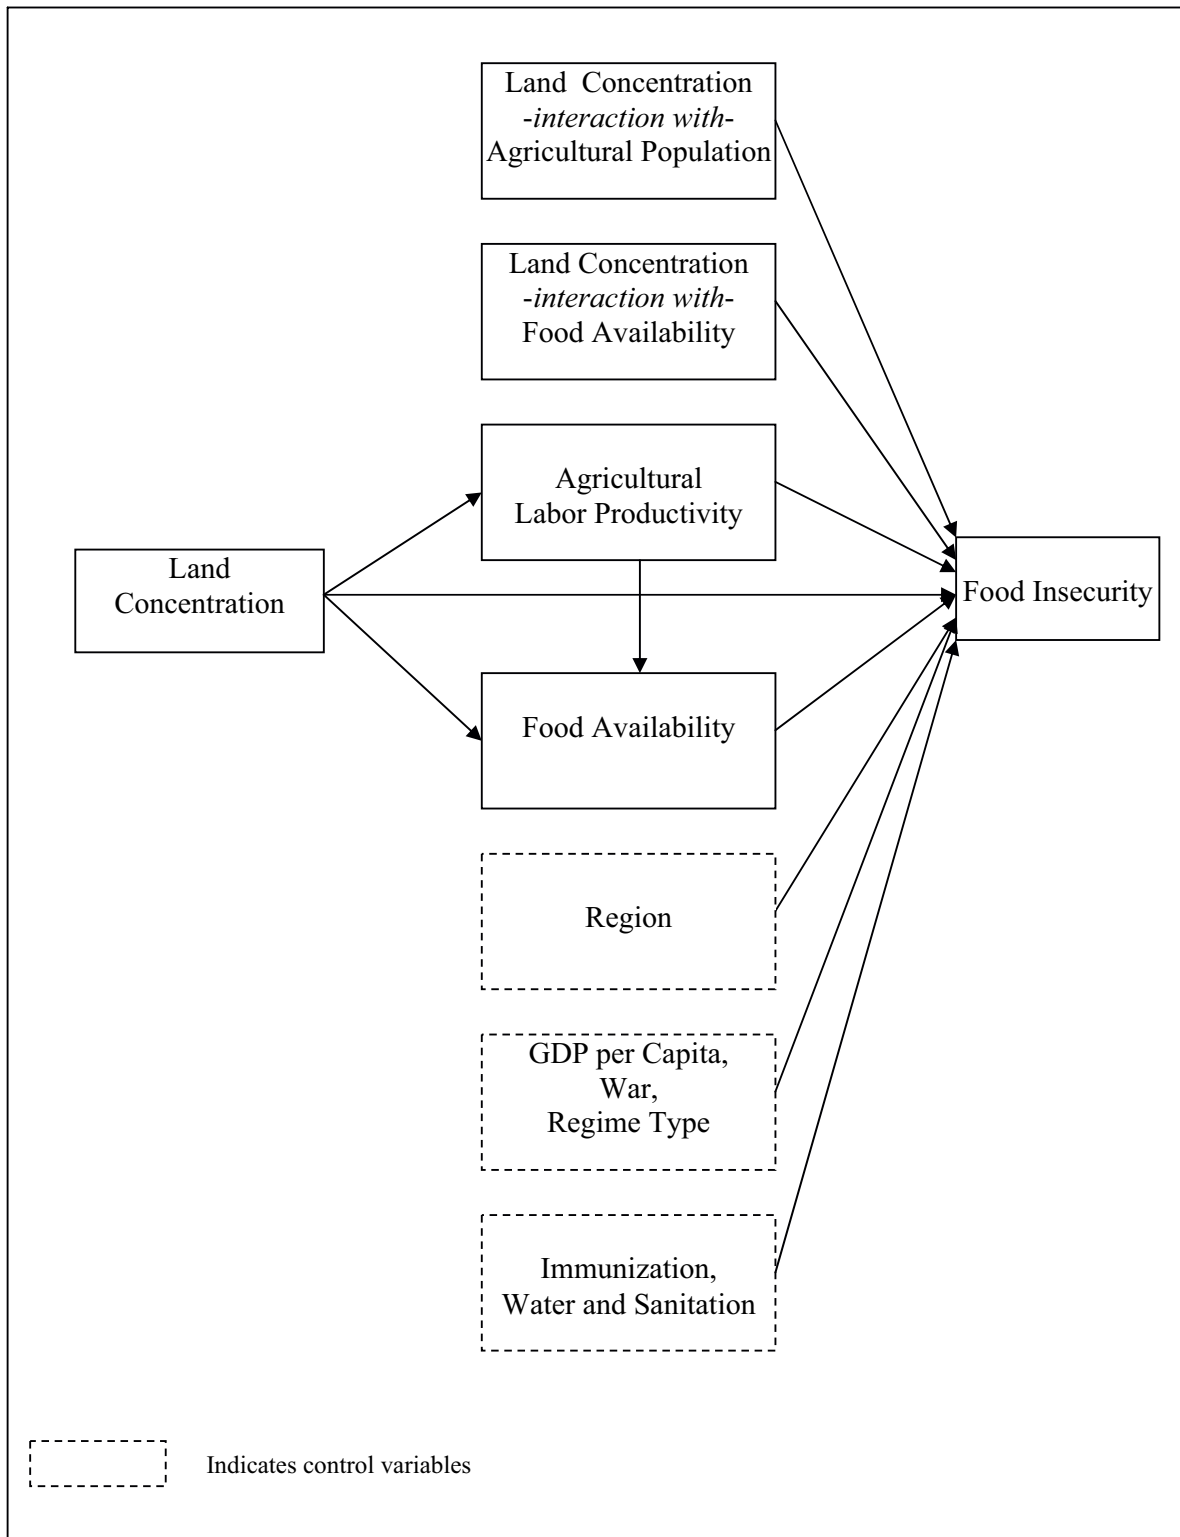 Land Concentration
-interaction with-
Agricultural Population
Land Concentration
-interaction with-
Food Availability
Agricultural
Labor Productivity
Land
Concentration
Food Insecurity
Food Availability
Region
GDP per Capita,
War,
Regime Type
Immunization,
Water and Sanitation
Indicates control variables